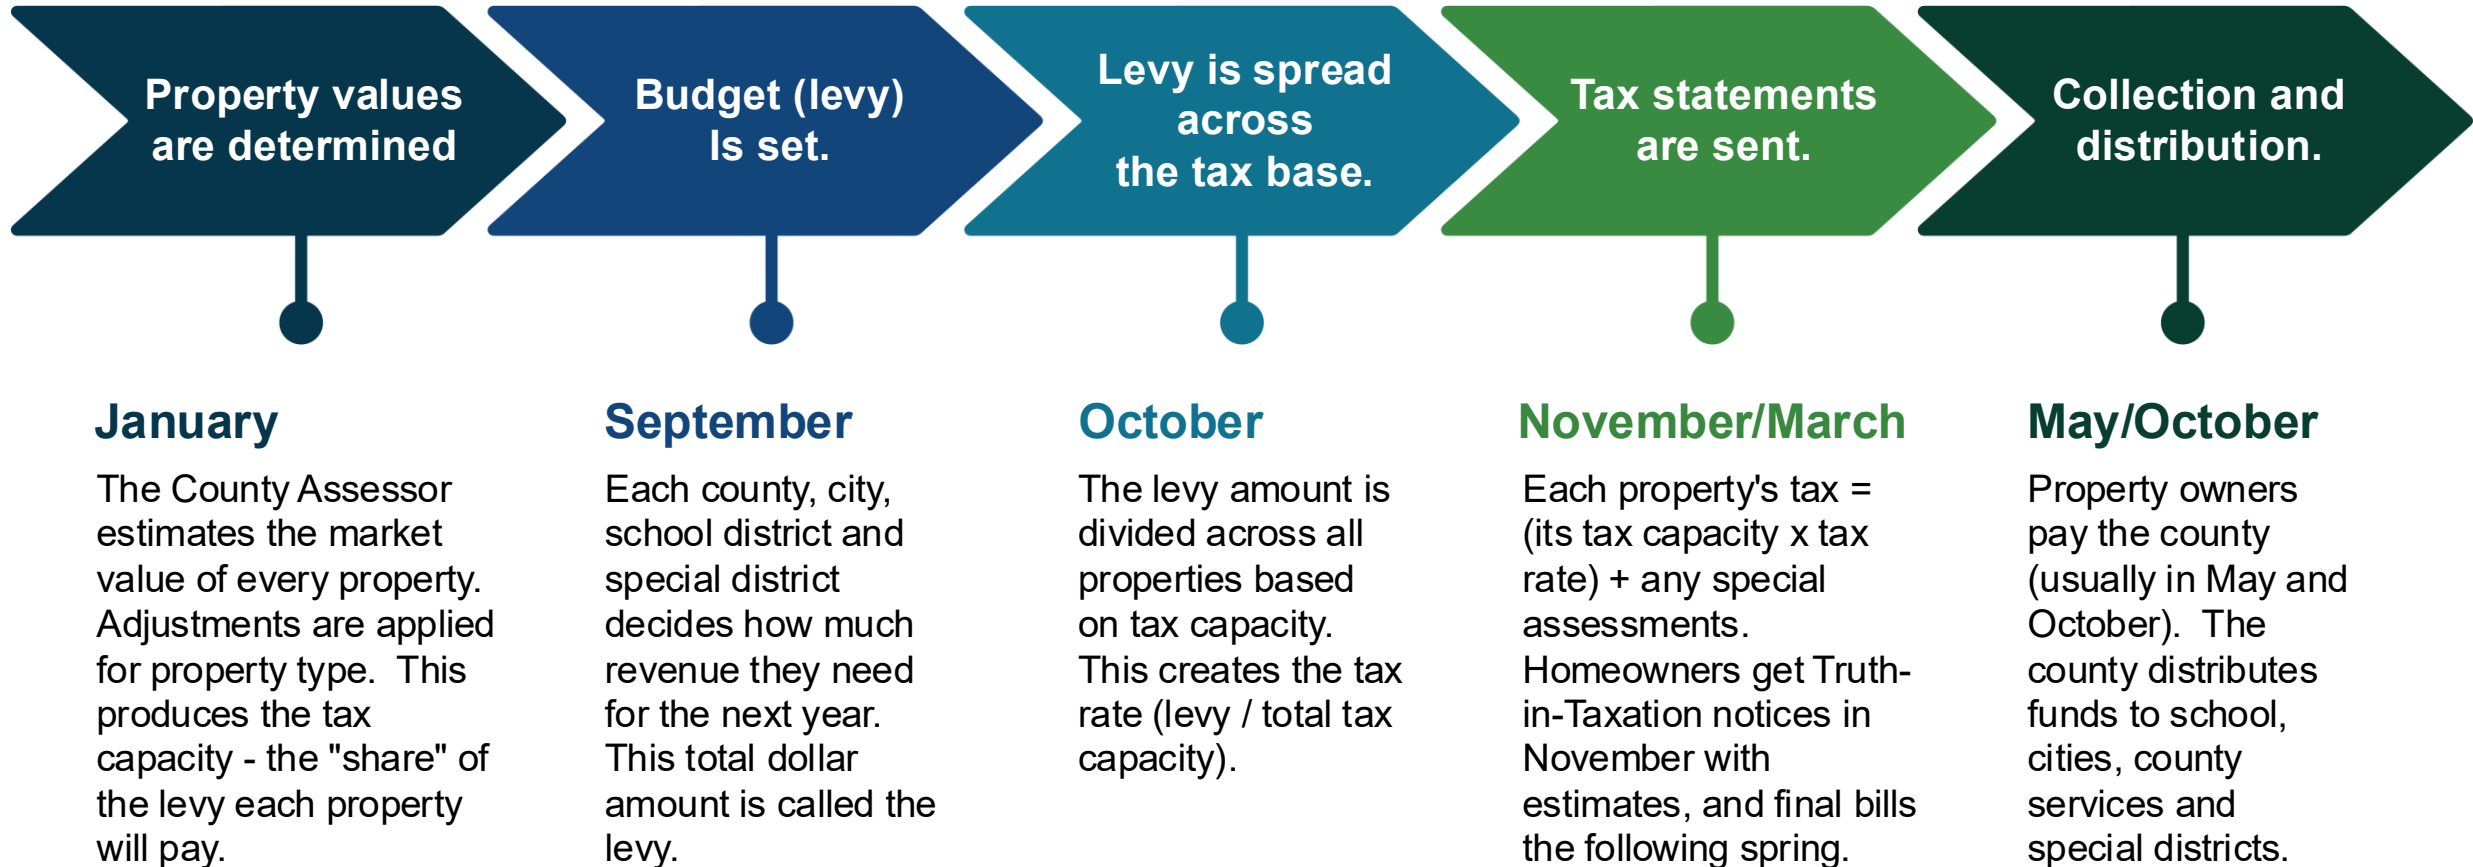 Property values
are determined
Budget (levy)
Is set.
Levy is spread
across
the tax base.
Tax statements
are sent.
Collection and
distribution.
January
The County Assessor
estimates the market
value of every property.
Adjustments are applied
for property type.  This
produces the tax
capacity - the "share" of
the levy each property
will pay.
September
Each county, city,
school district and
special district
decides how much
revenue they need
for the next year.
This total dollar
amount is called the
levy.
October
The levy amount is
divided across all
properties based
on tax capacity.
This creates the tax
rate (levy / total tax
capacity).
November/March
Each property's tax =
(its tax capacity x tax
rate) + any special
assessments.
Homeowners get Truth-
in-Taxation notices in
November with
estimates, and final bills
the following spring.
May/October
Property owners
pay the county
(usually in May and
October).  The
county distributes
funds to school,
cities, county
services and
special districts.